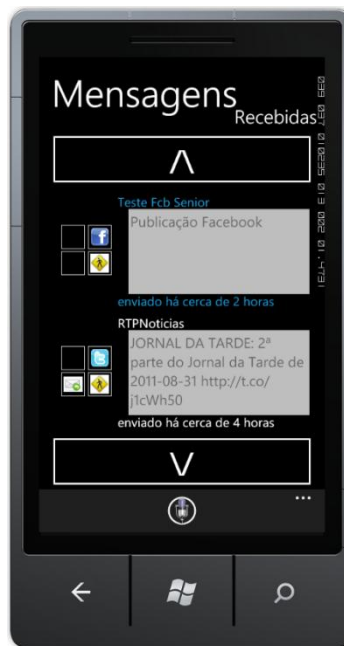 Mensagens
Recebidas
Teste Fcb Senior
Publicação Facebook
enviado há cerca de 2 horas
RTPNoticias
JORNAL DA TARDE: 2ª
parte do Jornal da Tarde de
2011-08-31 http://t.co/
j1cWh50
enviado há cerca de 4 horas
...